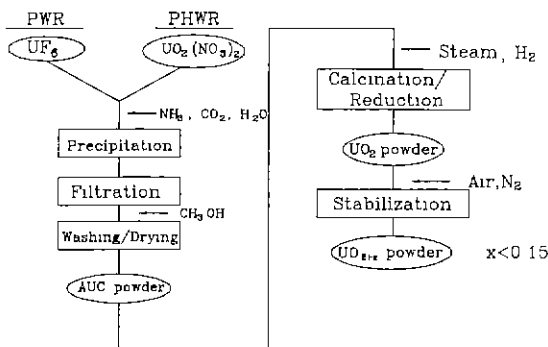 PWR
PHWR
UF₆
UO₂(NO₃)₂
NH₃, CO₂, H₂O
Precipitation
Filtration
CH₃OH
Washing/Drying
AUC powder
Steam, H₂
Calcination/
Reduction
UO₂ powder
Air,N₂
Stabilization
UO₂₊ₓ powder
x<0 15